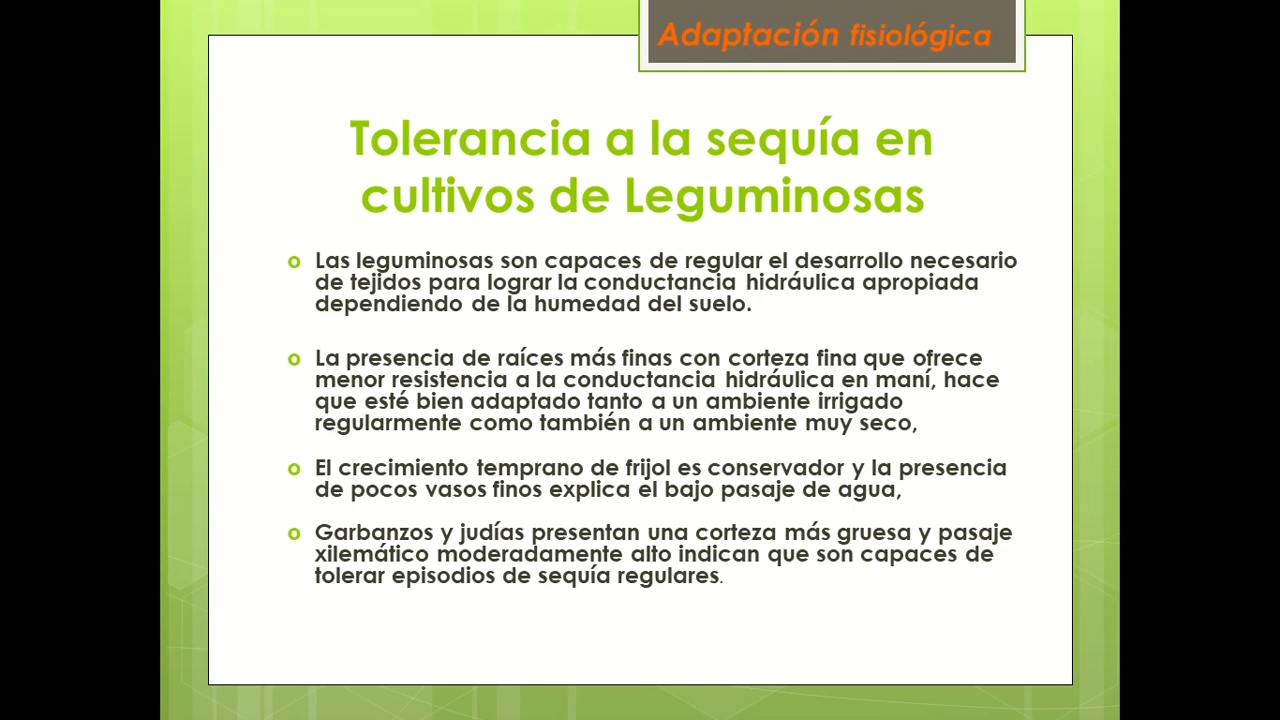 Adaptación fisiológica
Tolerancia a la sequía en
cultivos de Leguminosas
Las leguminosas son capaces de regular el desarrollo necesario
de tejidos para lograr la conductancia hidráulica apropiada
dependiendo de la humedad del suelo.
La presencia de raíces más finas con corteza fina que ofrece
menor resistencia a la conductancia hidráulica en maní, hace
que esté bien adaptado tanto a un ambiente irrigado
regularmente como también a un ambiente muy seco,
El crecimiento temprano de frijol es conservador y la presencia
de pocos vasos finos explica el bajo pasaje de agua,
Garbanzos y judías presentan una corteza más gruesa y pasaje
xilemático moderadamente alto indican que son capaces de
tolerar episodios de sequía regulares.